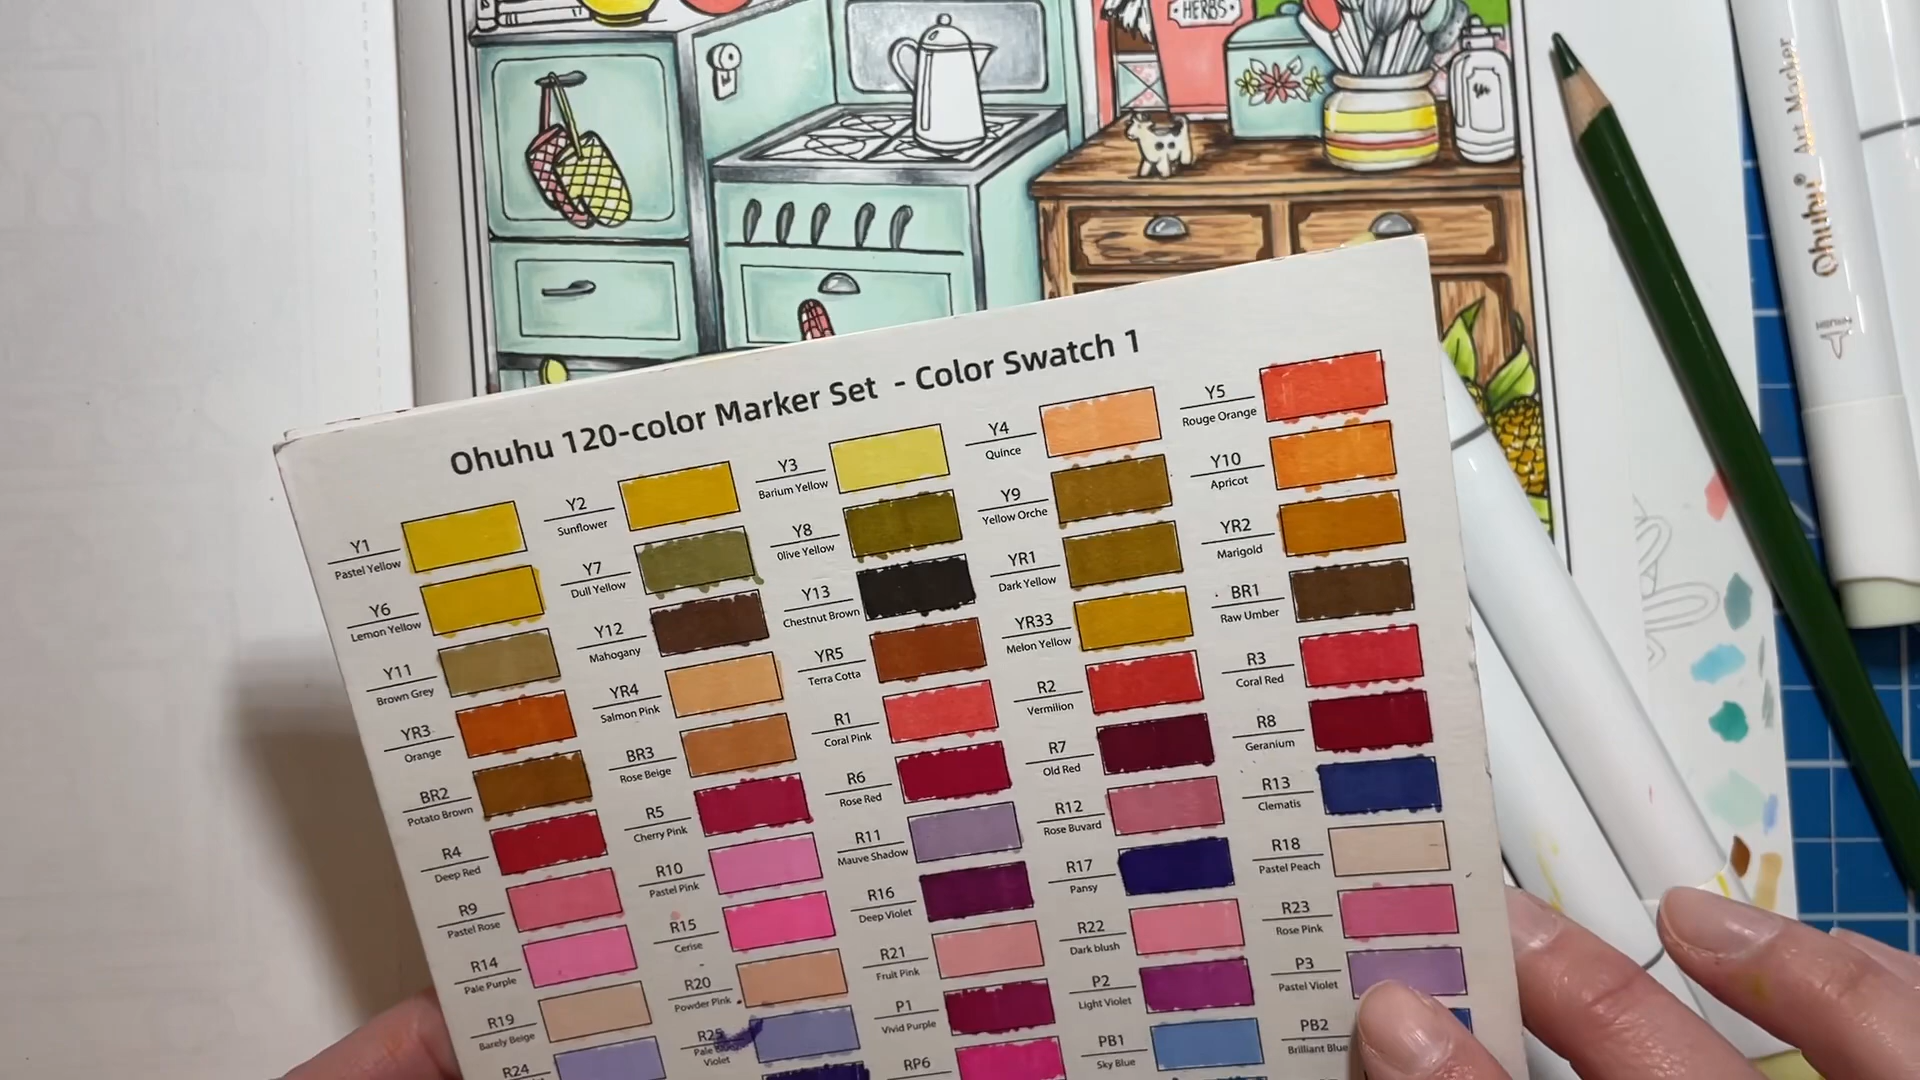 HERBS
Ohuhu® Art Marker
Ohuhu 120-color Marker Set - Color Swatch 1
Y1
Pastel Yellow
Y2
Sunflower
Y3
Barium Yellow
Y4
Quince
Y5
Rouge Orange
Y6
Lemon Yellow
Y7
Dull Yellow
Y8
Olive Yellow
Y9
Yellow Orche
Y10
Apricot
Y11
Brown Grey
Y12
Mahogany
Y13
Chestnut Brown
YR1
Dark Yellow
YR2
Marigold
YR3
Orange
YR4
Salmon Pink
YR5
Terra Cotta
YR33
Melon Yellow
BR1
Raw Umber
BR2
Potato Brown
BR3
Rose Beige
R1
Coral Pink
R2
Vermilion
R3
Coral Red
R4
Deep Red
R5
Cherry Pink
R6
Rose Red
R7
Old Red
R8
Geranium
R9
Pastel Rose
R10
Pastel Pink
R11
Mauve Shadow
R12
Rose Buvard
R13
Clematis
R14
Pale Purple
R15
Cerise
R16
Deep Violet
R17
Pansy
R18
Pastel Peach
R19
Barely Beige
R20
Powder Pink
R21
Fruit Pink
R22
Dark blush
R23
Rose Pink
R24
R25
Pale
Violet
P1
Vivid Purple
P2
Light Violet
P3
Pastel Violet
RP6
PB1
Sky Blue
PB2
Brilliant Blue